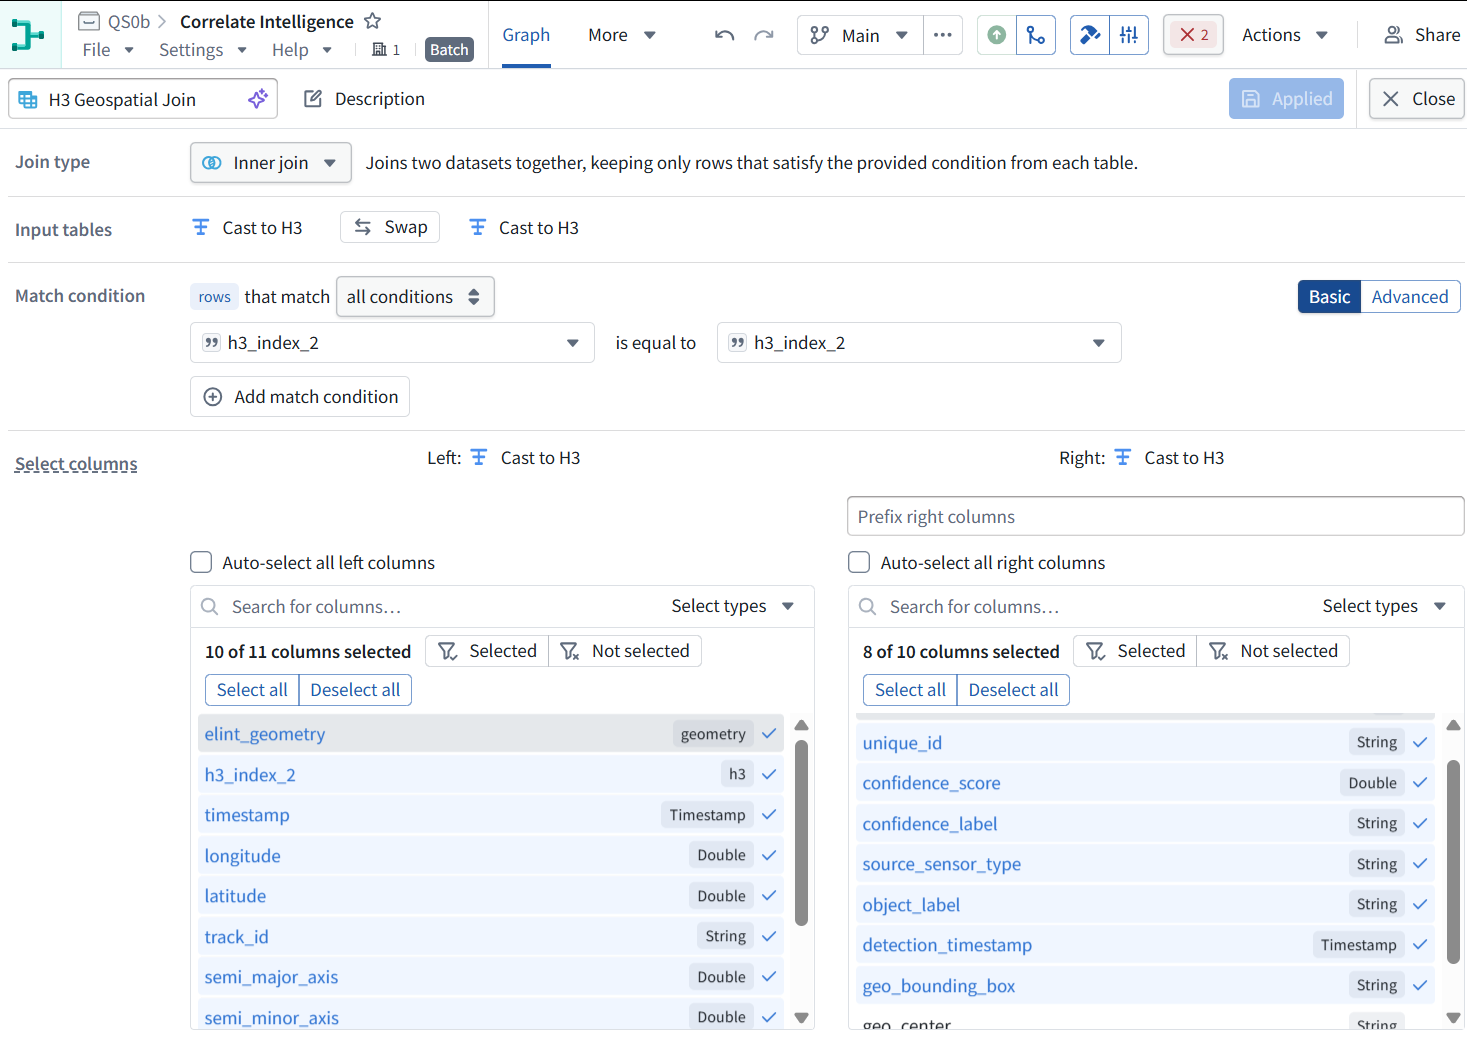 QS0b > Correlate Intelligence
File Settings Help 1 Batch
Graph More Main ... 2 Actions Share
H3 Geospatial Join Description Applied Close
Join type Inner join Joins two datasets together, keeping only rows that satisfy the provided condition from each table.
Input tables Cast to H3 Swap Cast to H3
Match condition rows that match all conditions Basic Advanced
h3_index_2 is equal to h3_index_2
Add match condition
Select columns Left: Cast to H3 Right: Cast to H3
Prefix right columns
Auto-select all left columns
Search for columns... Select types
10 of 11 columns selected Selected Not selected
Select all Deselect all
elint_geometry geometry
h3_index_2 h3
timestamp Timestamp
longitude Double
latitude Double
track_id String
semi_major_axis Double
semi_minor_axis Double
Auto-select all right columns
Search for columns... Select types
8 of 10 columns selected Selected Not selected
Select all Deselect all
unique_id String
confidence_score Double
confidence_label String
source_sensor_type String
object_label String
detection_timestamp Timestamp
geo_bounding_box String
geo_center String